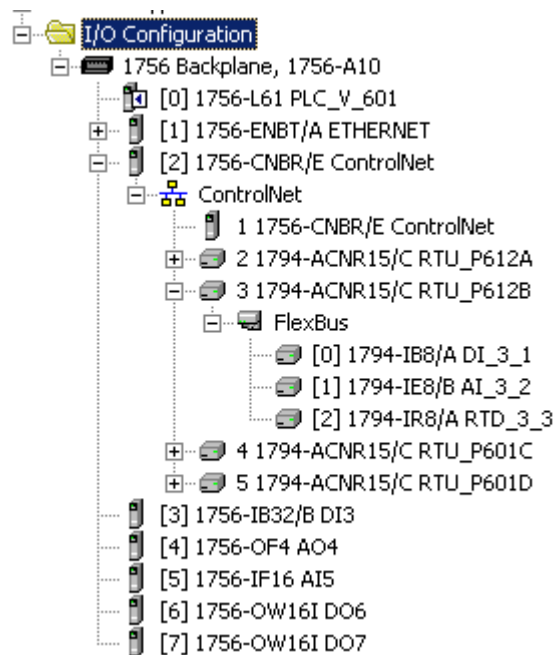 I/O Configuration
1756 Backplane, 1756-A10
[0] 1756-L61 PLC_V_601
[1] 1756-ENBT/A ETHERNET
[2] 1756-CNBR/E ControlNet
ControlNet
1 1756-CNBR/E ControlNet
2 1794-ACNR15/C RTU_P612A
3 1794-ACNR15/C RTU_P612B
FlexBus
[0] 1794-IB8/A DI_3_1
[1] 1794-IE8/B AI_3_2
[2] 1794-IR8/A RTD_3_3
4 1794-ACNR15/C RTU_P601C
5 1794-ACNR15/C RTU_P601D
[3] 1756-IB32/B DI3
[4] 1756-OF4 AO4
[5] 1756-IF16 AI5
[6] 1756-OW16I DO6
[7] 1756-OW16I DO7